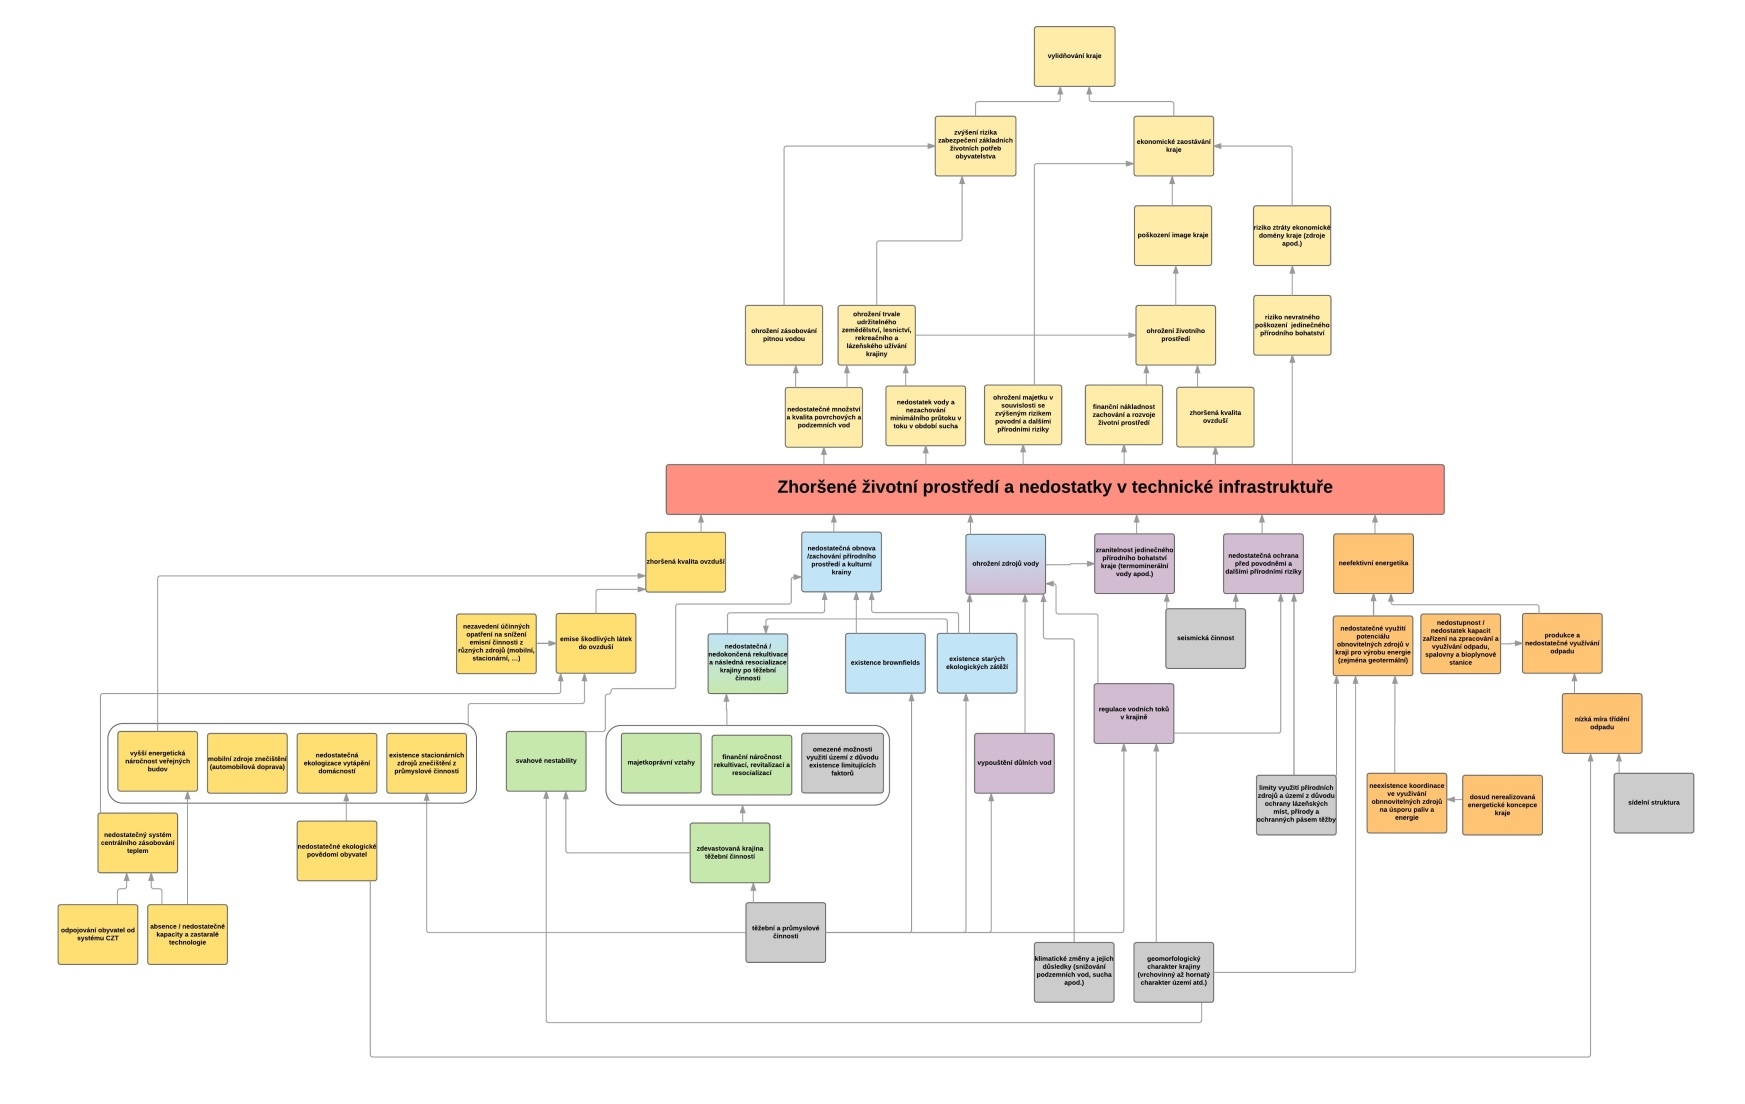 vylidňování kraje
zvýšení rizika
zabezpečení základních
životních potřeb
obyvatelstva
ekonomické zaostávání
kraje
poškození image kraje
riziko ztráty ekonomické
domény kraje (zdroje
apod.)
ohrožení zásobování
pitnou vodou
ohrožení trvale
udržitelného
zemědělství, lesnictví,
rekreačního a
lázeňského užívání
krajiny
ohrožení životního
prostředí
riziko nevratného
poškození jedinečného
přírodního bohatství
nedostatečné množství
a kvalita povrchových a
podzemních vod
nedostatek vody a
nezachování
minimálního průtoku v
toku v období sucha
ohrožení majetku v
souvislosti se
zvýšeným rizikem
povodní a dalšími
přírodními riziky
finanční nákladnost
zachování a rozvoje
životní prostředí
zhoršená kvalita
ovzduší
Zhoršené životní prostředí a nedostatky v technické infrastruktuře
zhoršená kvalita ovzduší
nedostatečná obnova
/zachování přírodního
prostředí a kulturní
krainy
ohrožení zdrojů vody
zranitelnost jedinečného
přírodního bohatství
kraje (termominerální
vody apod.)
nedostatečná ochrana
před povodněmi a
dalšími přírodními riziky
neefektivní energetika
nezavedení účinných
opatření na snížení
emisní činnosti z
různých zdrojů (mobilní,
stacionární, ...)
emise škodlivých látek
do ovzduší
nedostatečná /
nedokončená rekultivace
a následná resocializace
krajiny po těžební
činnosti
existence brownfields
existence starých
ekologických zátěží
seismická činnost
nedostatečné využití
potenciálu
obnovitelných zdrojů v
kraji pro výrobu energie
(zejména geotermální)
nedostupnost /
nedostatek kapacit
zařízení na zpracování a
využívání odpadu,
spalovny a bioplynové
stanice
produkce a
nedostatečné využívání
odpadu
regulace vodních toků
v krajině
nízká míra třídění
odpadu
vyšší energetická
náročnost veřejných
budov
mobilní zdroje znečištění
(automobilová doprava)
nedostatečná
ekologizace vytápění
domácností
existence stacionárních
zdrojů znečištění z
průmyslové činnosti
svahové nestability
majetkoprávní vztahy
finanční náročnost
rekultivací, revitalizací a
resocializací
omezené možnosti
využití území z důvodu
existence limitujících
faktorů
vypouštění důlních vod
limity využití přírodních
zdrojů a území z důvodu
ochrany lázeňských
míst, přírody a
ochranných pásem těžby
neexistence koordinace
ve využívání
obnnovitelných zdrojů
na úsporu paliv a
energie
dosud nerealizovaná
energetické koncepce
kraje
sídelní struktura
nedostatečný systém
centrálního zásobování
teplem
nedostatečné ekologické
povědomí obyvatel
zdevastovaná krajina
těžební činností
odpojování obyvatel od
systému CZT
absence / nedostatečné
kapacity a zastaralé
technologie
těžební a průmyslové
činnosti
klimatické změny a jejich
důsledky (snižování
podzemních vod, sucha
apod.)
geomorfologický
charakter krajiny
(vrchovinný až hornatý
charakter území atd.)